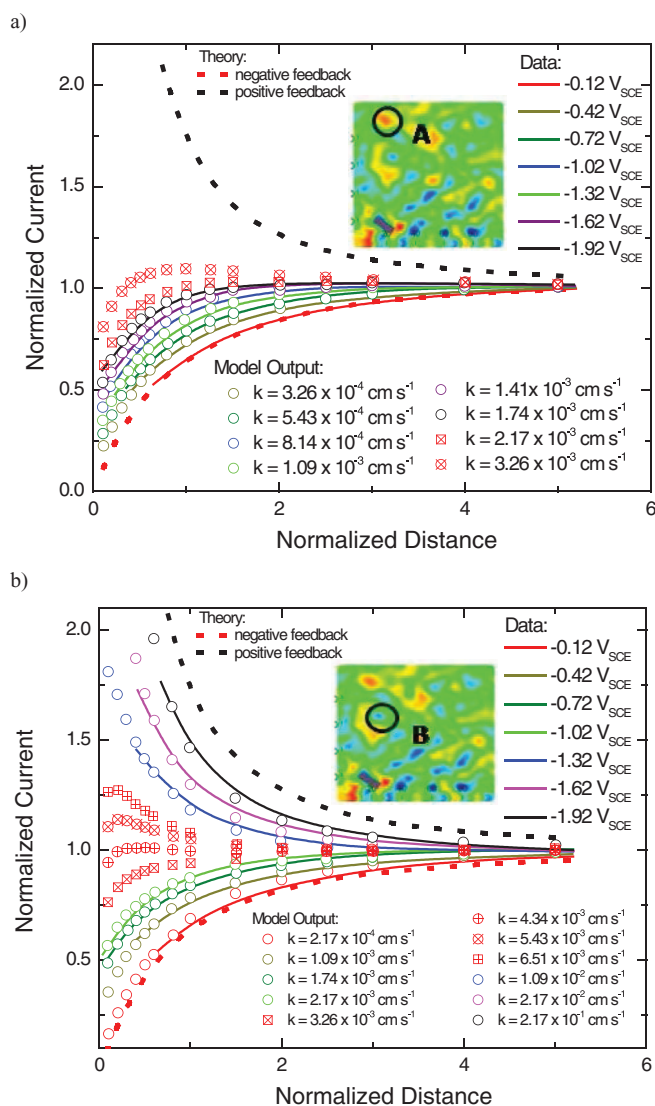 a)
Theory:
negative feedback
positive feedback
Data:
-0.12 V_SCE
-0.42 V_SCE
-0.72 V_SCE
-1.02 V_SCE
-1.32 V_SCE
-1.62 V_SCE
-1.92 V_SCE
A
2.0
1.5
1.0
0.5
0.0
Normalized Current
Model Output:
k = 3.26 x 10⁻⁴ cm s⁻¹
k = 5.43 x 10⁻⁴ cm s⁻¹
k = 8.14 x 10⁻⁴ cm s⁻¹
k = 1.09 x 10⁻³ cm s⁻¹
k = 1.41x 10⁻³ cm s⁻¹
k = 1.74 x 10⁻³ cm s⁻¹
k = 2.17 x 10⁻³ cm s⁻¹
k = 3.26 x 10⁻³ cm s⁻¹
0 2 4 6
Normalized Distance
b)
Theory:
negative feedback
positive feedback
Data:
-0.12 V_SCE
-0.42 V_SCE
-0.72 V_SCE
-1.02 V_SCE
-1.32 V_SCE
-1.62 V_SCE
-1.92 V_SCE
B
2.0
1.5
1.0
0.5
Normalized Current
Model Output:
k = 2.17 x 10⁻⁴ cm s⁻¹
k = 1.09 x 10⁻³ cm s⁻¹
k = 1.74 x 10⁻³ cm s⁻¹
k = 2.17 x 10⁻³ cm s⁻¹
k = 3.26 x 10⁻³ cm s⁻¹
k = 4.34 x 10⁻³ cm s⁻¹
k = 5.43 x 10⁻³ cm s⁻¹
k = 6.51 x 10⁻³ cm s⁻¹
k = 1.09 x 10⁻² cm s⁻¹
k = 2.17 x 10⁻² cm s⁻¹
k = 2.17 x 10⁻¹ cm s⁻¹
0 2 4 6
Normalized Distance